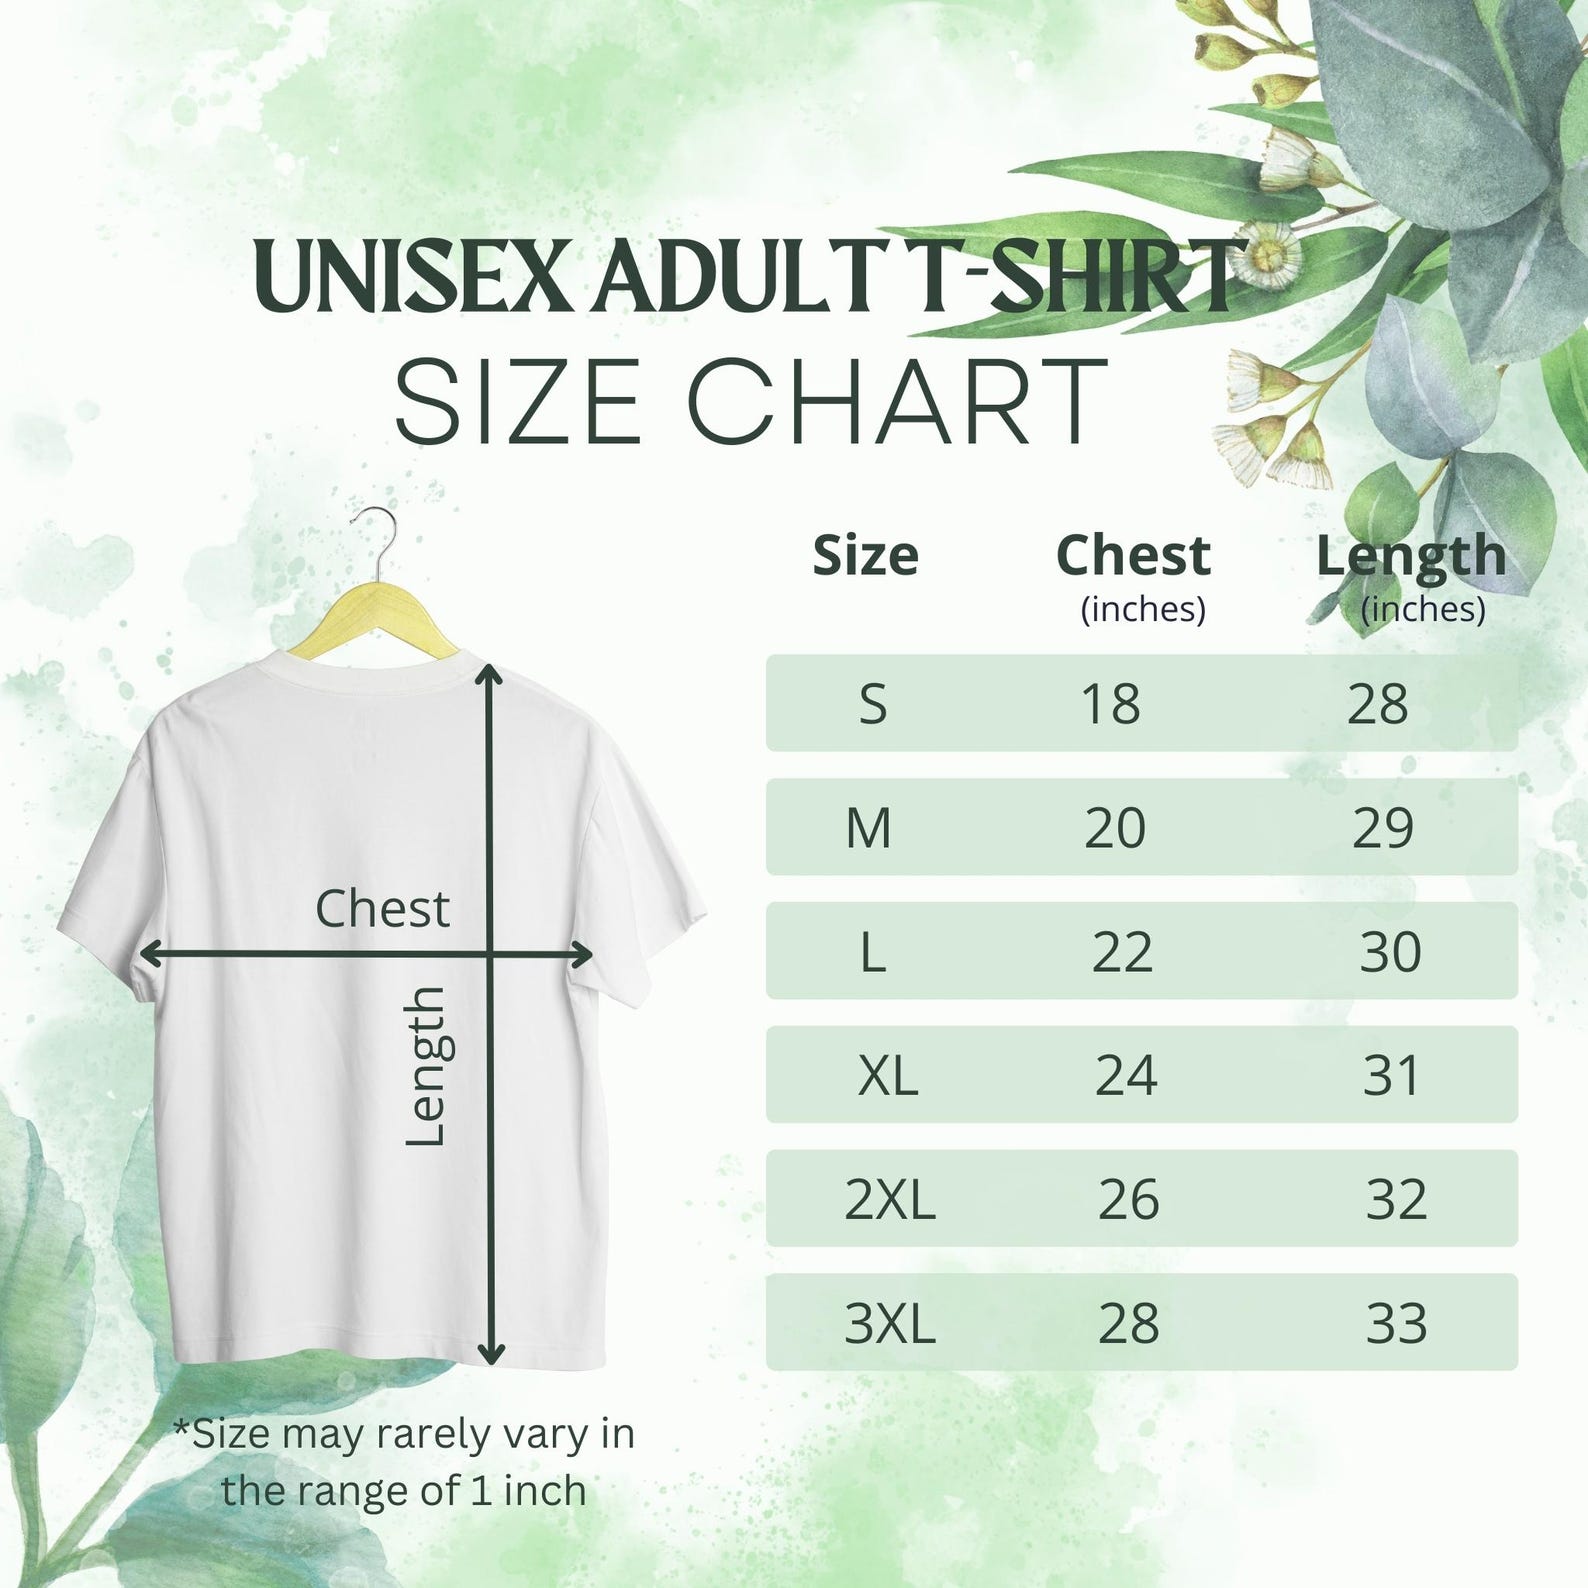 UNISEX ADULT T-SHIRT
SIZE CHART
Size Chest Length
(inches) (inches)
S 18 28
M 20 29
L 22 30
XL 24 31
2XL 26 32
3XL 28 33
Chest
Length
*Size may rarely vary in
the range of 1 inch